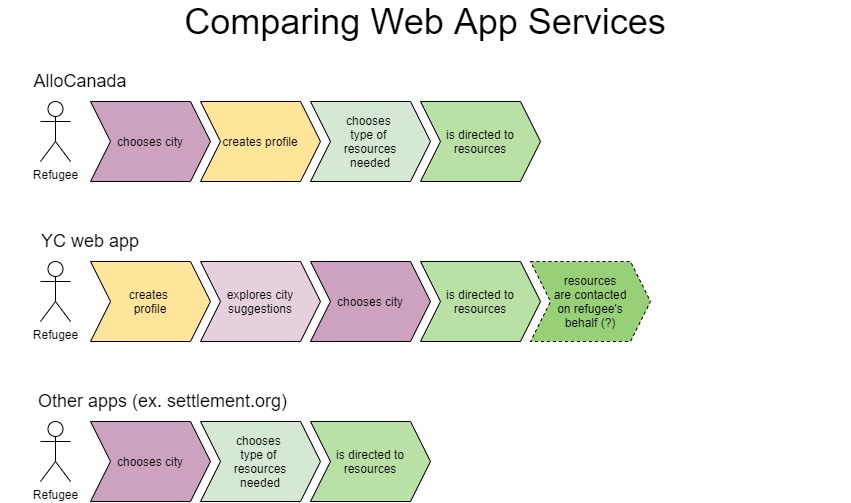 Comparing Web App Services
AlloCanada
Refugee
chooses city
creates profile
chooses
type of
resources
needed
is directed to
resources
YC web app
Refugee
creates
profile
explores city
suggestions
chooses city
is directed to
resources
resources
are contacted
on refugee's
behalf (?)
Other apps (ex. settlement.org)
Refugee
chooses city
chooses
type of
resources
needed
is directed to
resources